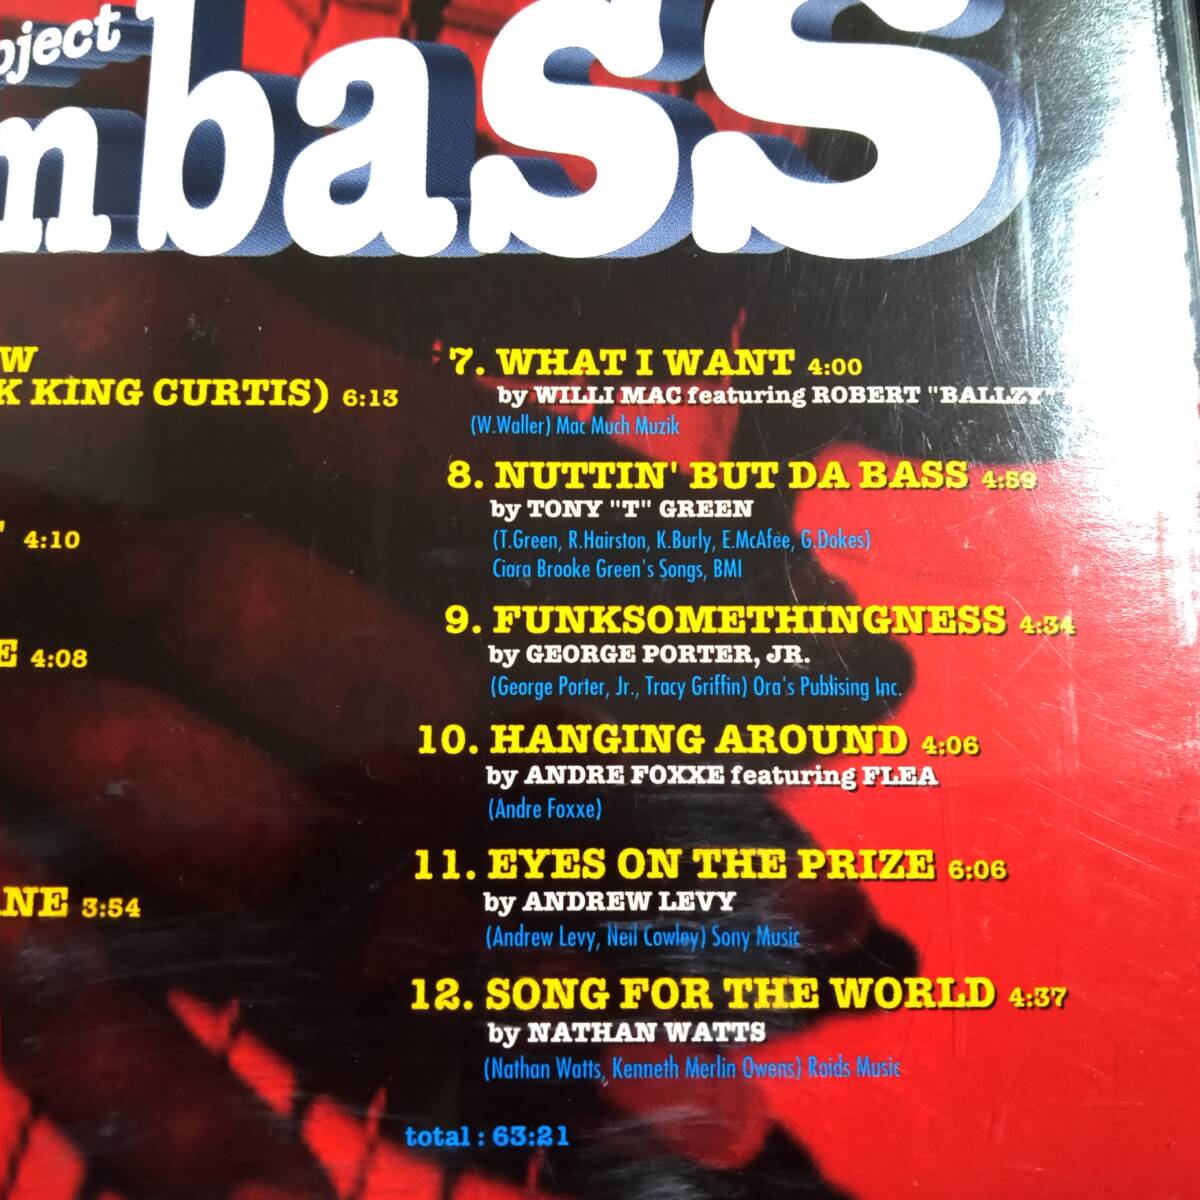 oject
mbass
W
K KING CURTIS) 6:13
4:10
E 4:08
ANE 3:54
7. WHAT I WANT 4:00
by WILLI MAC featuring ROBERT "BALLZY"
(W.Waller) Mac Much Muzik
8. NUTTIN' BUT DA BASS 4:59
by TONY "T" GREEN
(T.Green, R.Hairston, K.Burly, E.McAfee, G.Dokes)
Ciara Brooke Green's Songs, BMI
9. FUNKSOMETHINGNESS 4:34
by GEORGE PORTER, JR.
(George Porter, Jr., Tracy Griffin) Ora's Publising Inc.
10. HANGING AROUND 4:06
by ANDRE FOXXE featuring FLEA
(Andre Foxxe)
11. EYES ON THE PRIZE 6:06
by ANDREW LEVY
(Andrew Levy, Neil Cowley) Sony Music
12. SONG FOR THE WORLD 4:37
by NATHAN WATTS
(Nathan Watts, Kenneth Merlin Owens) Roids Music
total : 63:21